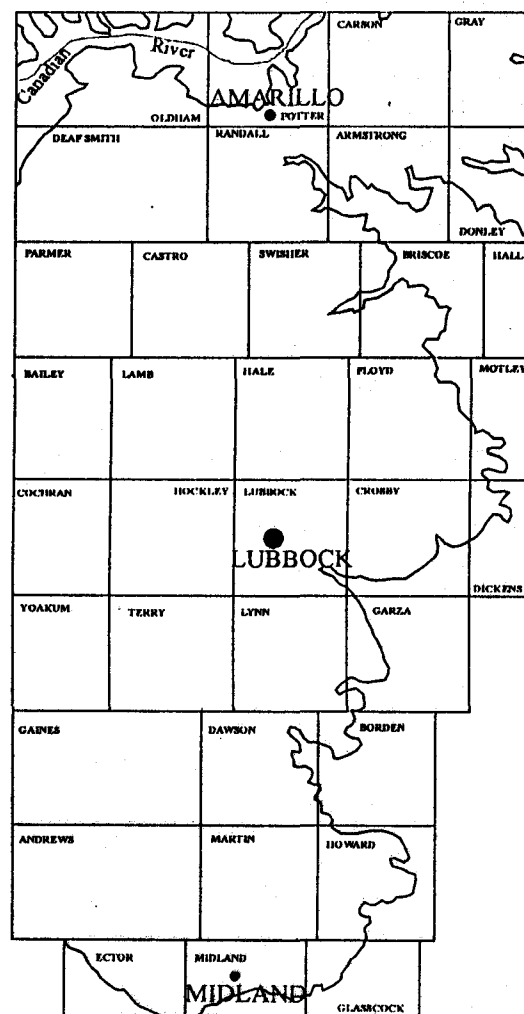 CARSON GRAY
Canadian River
AMARILLO
OLDHAM POTTER
DEAF SMITH RANDALL ARMSTRONG
DONLEY
PARMER CASTRO SWISHER BRISCOE HALL
BAILEY LAMB HALE FLOYD MOTLEY
COCHRAN HOCKLEY LUBBOCK CROSBY
LUBBOCK
DICKENS
YOAKUM TERRY LYNN GARZA
GAINES DAWSON BORDEN
ANDREWS MARTIN HOWARD
ECTOR MIDLAND
MIDLAND
GLASSCOCK